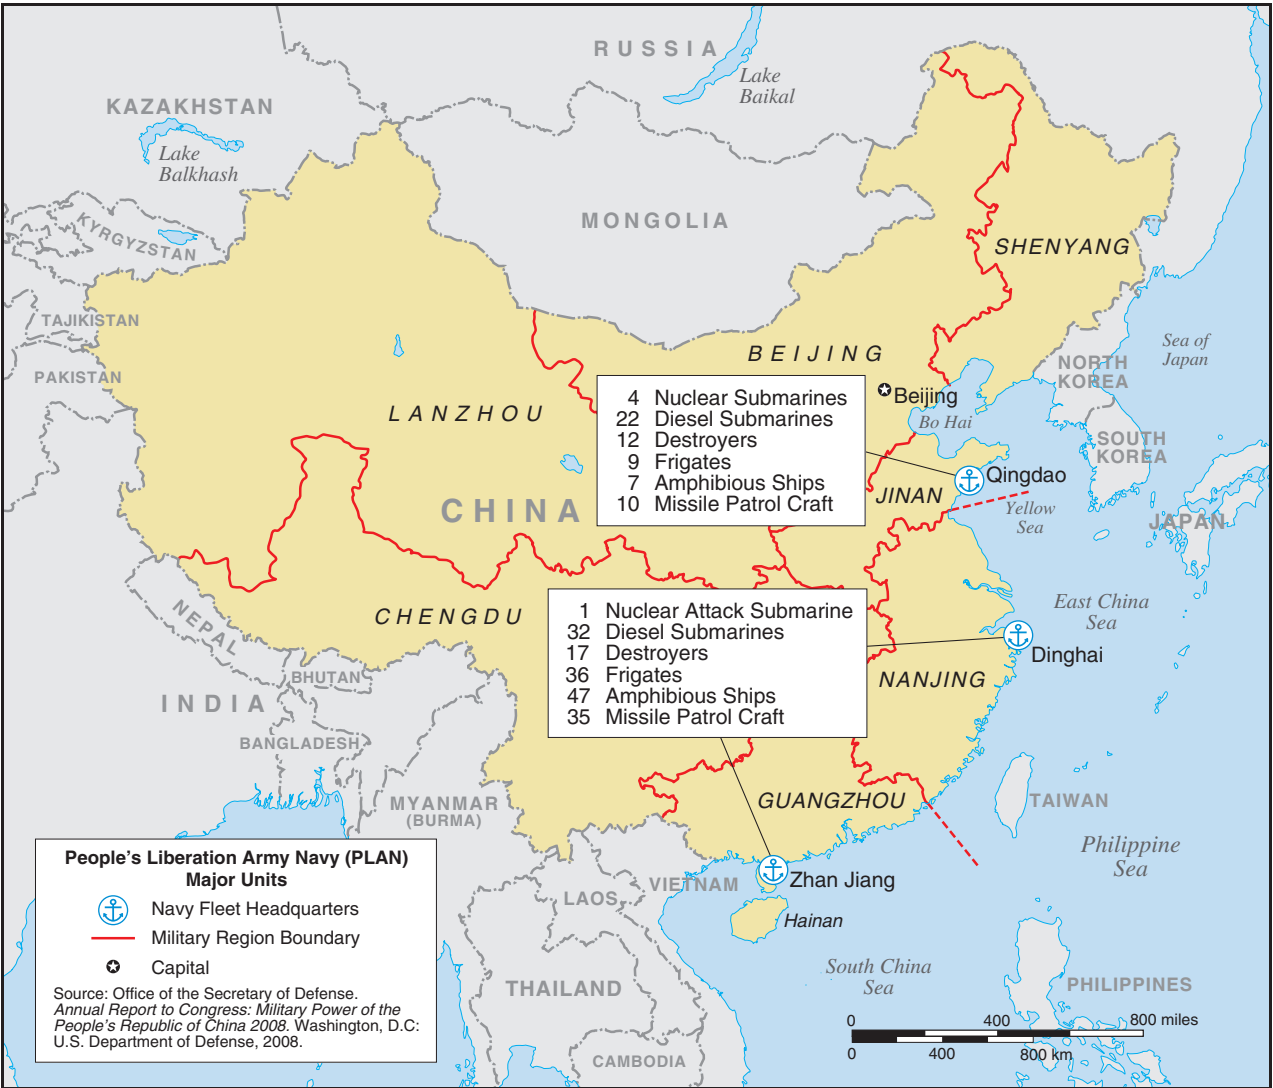 RUSSIA
Lake
Baikal
KAZAKHSTAN
Lake
Balkhash
KYRGYZSTAN
MONGOLIA
SHENYANG
TAJIKISTAN
PAKISTAN
BEIJING
Sea of
Japan
NORTH
KOREA
Beijing
Bo Hai
LANZHOU
SOUTH
KOREA
4 Nuclear Submarines
22 Diesel Submarines
12 Destroyers
9 Frigates
7 Amphibious Ships
10 Missile Patrol Craft
Qingdao
JINAN
CHINA
Yellow
Sea
JAPAN
CHENGDU
NEPAL
East China
Sea
1 Nuclear Attack Submarine
32 Diesel Submarines
17 Destroyers
36 Frigates
47 Amphibious Ships
35 Missile Patrol Craft
Dinghai
NANJING
BHUTAN
INDIA
BANGLADESH
MYANMAR
(BURMA)
GUANGZHOU
TAIWAN
Philippine
Sea
Zhan Jiang
VIETNAM
LAOS
Hainan
South China
Sea
PHILIPPINES
THAILAND
CAMBODIA
People's Liberation Army Navy (PLAN)
Major Units
Navy Fleet Headquarters
Military Region Boundary
Capital
Source: Office of the Secretary of Defense.
Annual Report to Congress: Military Power of the
People's Republic of China 2008. Washington, D.C:
U.S. Department of Defense, 2008.
0 400 800 miles
0 400 800 km